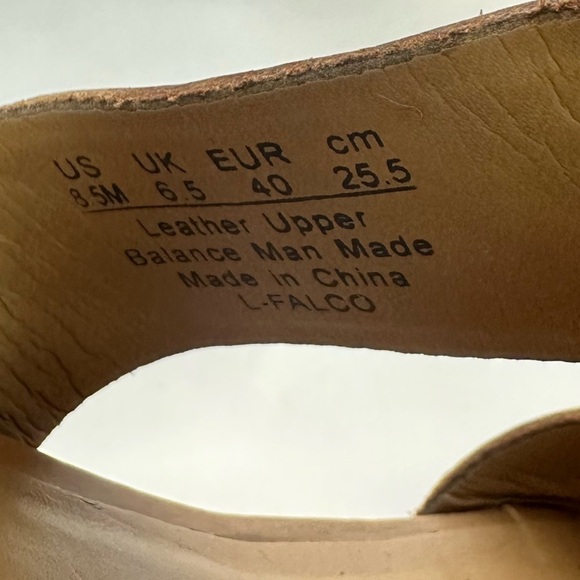 US UK EUR cm
8.5M 6.5 40 25.5
Leather Upper
Balance Man Made
Made in China
L-FALCO